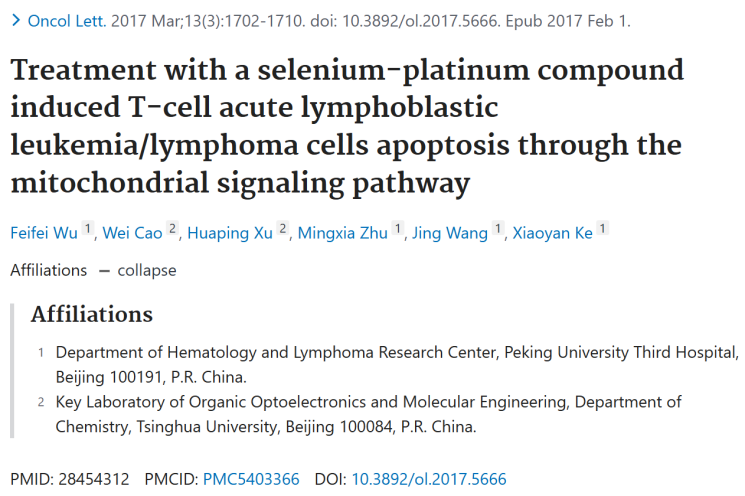 > Oncol Lett. 2017 Mar;13(3):1702-1710. doi: 10.3892/ol.2017.5666. Epub 2017 Feb 1.
Treatment with a selenium-platinum compound
induced T-cell acute lymphoblastic
leukemia/lymphoma cells apoptosis through the
mitochondrial signaling pathway
Feifei Wu 1, Wei Cao 2, Huaping Xu 2, Mingxia Zhu 1, Jing Wang 1, Xiaoyan Ke 1
Affiliations — collapse
Affiliations
1 Department of Hematology and Lymphoma Research Center, Peking University Third Hospital,
Beijing 100191, P.R. China.
2 Key Laboratory of Organic Optoelectronics and Molecular Engineering, Department of
Chemistry, Tsinghua University, Beijing 100084, P.R. China.
PMID: 28454312 PMCID: PMC5403366 DOI: 10.3892/ol.2017.5666